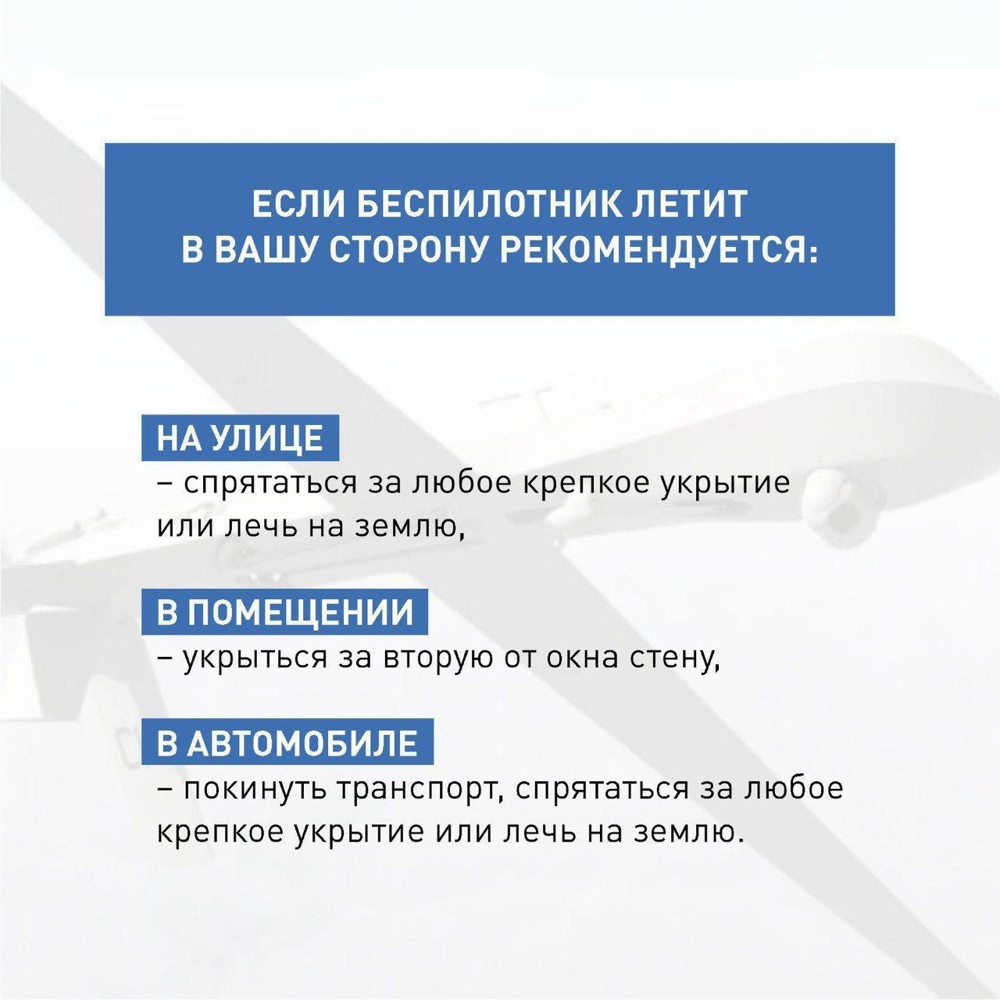 ЕСЛИ БЕСПИЛОТНИК ЛЕТИТ
В ВАШУ СТОРОНУ РЕКОМЕНДУЕТСЯ:
НА УЛИЦЕ
– спрятаться за любое крепкое укрытие
или лечь на землю,
В ПОМЕЩЕНИИ
– укрыться за вторую от окна стену,
В АВТОМОБИЛЕ
– покинуть транспорт, спрятаться за любое
крепкое укрытие или лечь на землю.